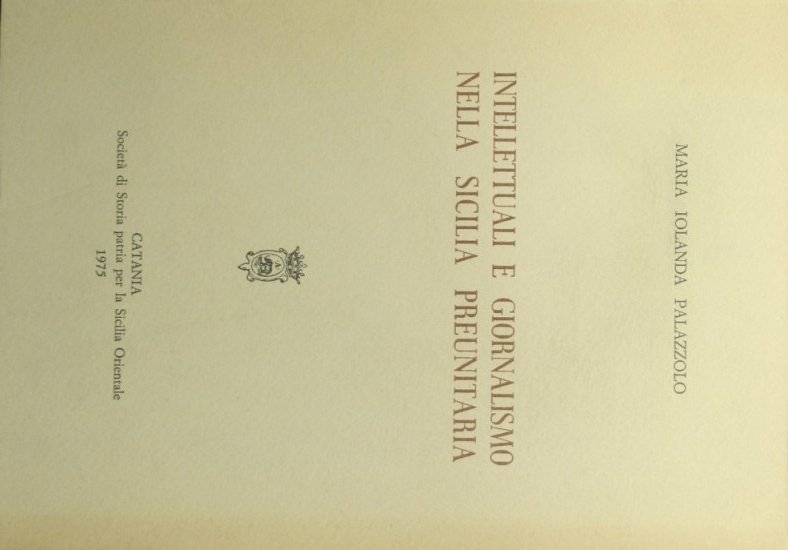 MARIA IOLANDA PALAZZOLO
INTELLETTUALI E GIORNALISMO
NELLA SICILIA PREUNITARIA
A
CATANIA
Società di Storia patria per la Sicilia Orientale
1975